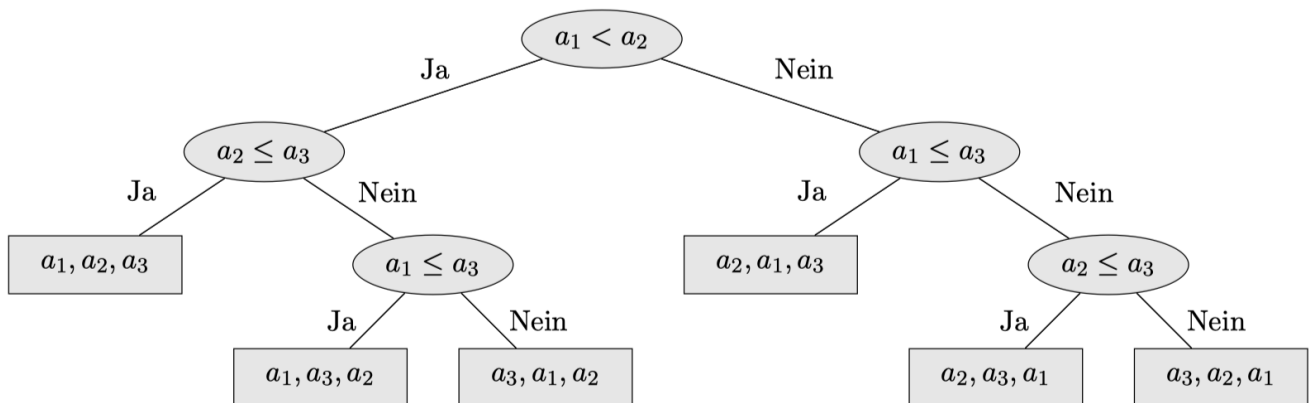 a₁ < a₂
Ja Nein
a₂ ≤ a₃ a₁ ≤ a₃
Ja Nein Ja Nein
a₁, a₂, a₃ a₁ ≤ a₃ a₂, a₁, a₃ a₂ ≤ a₃
Ja Nein Ja Nein
a₁, a₃, a₂ a₃, a₁, a₂ a₂, a₃, a₁ a₃, a₂, a₁